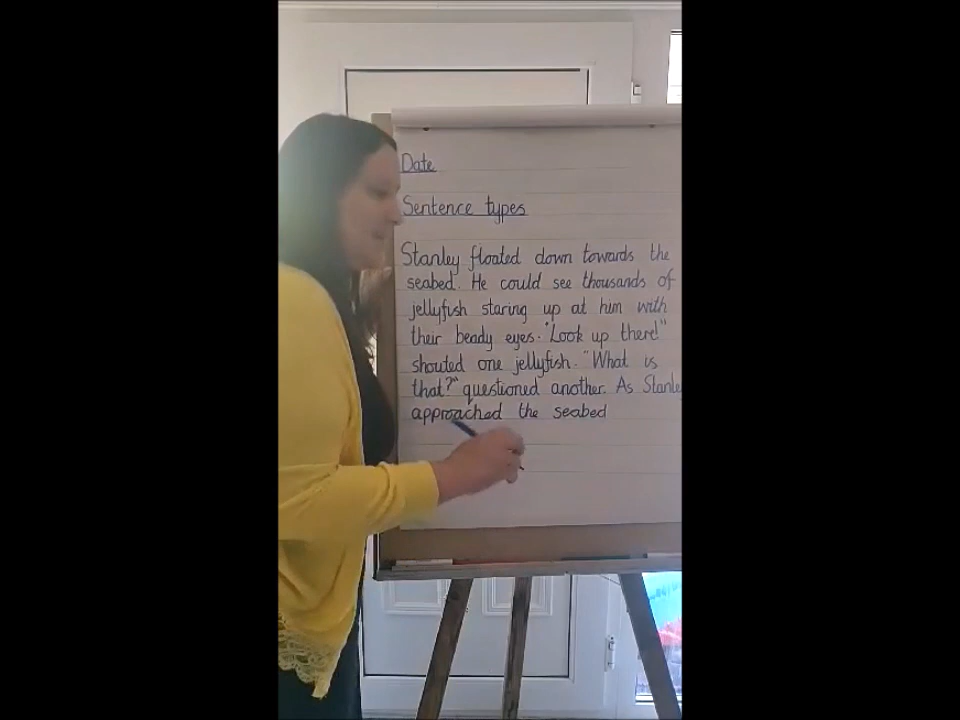 Date
Sentence types
Stanley floated down towards the
seabed. He could see thousands of
jellyfish staring up at him with
their beady eyes. "Look up there!"
shouted one jellyfish. "What is
that?" questioned another. As Stanle
approached the seabed